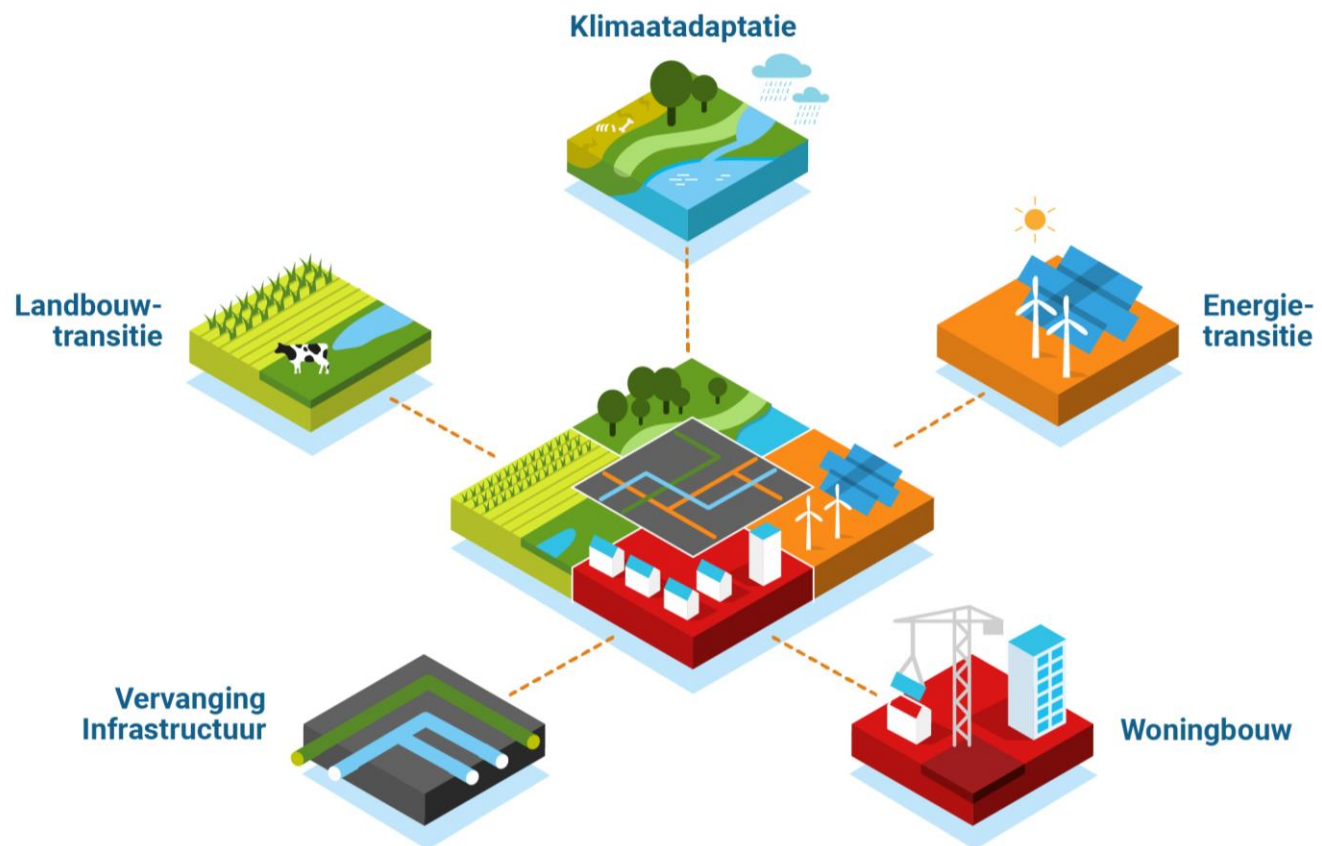 Klimaatadaptatie
Landbouw-
transitie
Energie-
transitie
Vervanging
Infrastructuur
Woningbouw